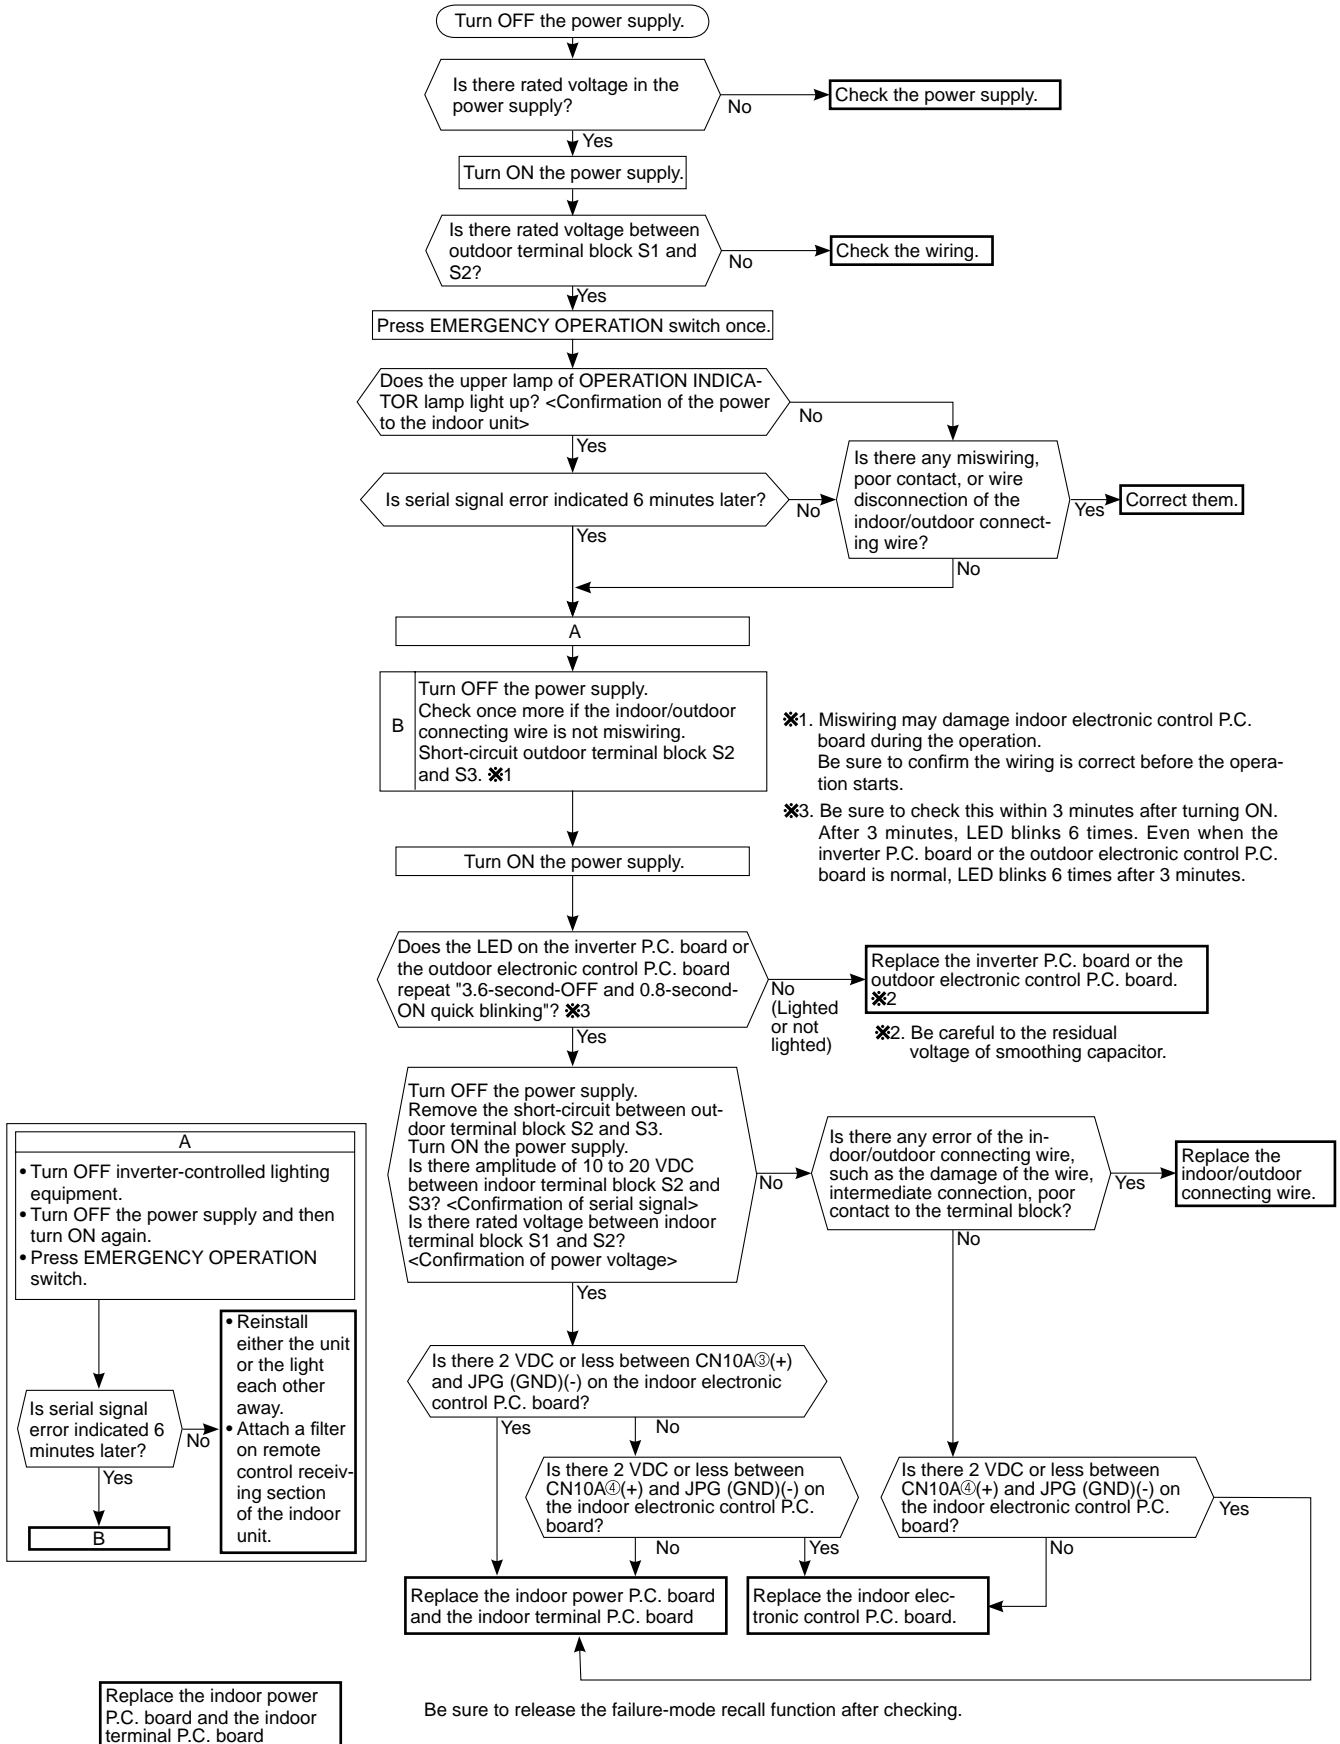 Turn OFF the power supply.
Is there rated voltage in the
power supply?
No
Check the power supply.
Yes
Turn ON the power supply.
Is there rated voltage between
outdoor terminal block S1 and
S2?
No
Check the wiring.
Yes
Press EMERGENCY OPERATION switch once.
Does the upper lamp of OPERATION INDICA-
TOR lamp light up? <Confirmation of the power
to the indoor unit>
No
Yes
Is serial signal error indicated 6 minutes later?
No
Is there any miswiring,
poor contact, or wire
disconnection of the
indoor/outdoor connect-
ing wire?
Yes
Correct them.
Yes
No
A
B
Turn OFF the power supply.
Check once more if the indoor/outdoor
connecting wire is not miswiring.
Short-circuit outdoor terminal block S2
and S3. ※1
※1. Miswiring may damage indoor electronic control P.C.
board during the operation.
Be sure to confirm the wiring is correct before the opera-
tion starts.
※3. Be sure to check this within 3 minutes after turning ON.
After 3 minutes, LED blinks 6 times. Even when the
inverter P.C. board or the outdoor electronic control P.C.
board is normal, LED blinks 6 times after 3 minutes.
Turn ON the power supply.
Does the LED on the inverter P.C. board or
the outdoor electronic control P.C. board
repeat "3.6-second-OFF and 0.8-second-
ON quick blinking"? ※3
No
(Lighted
or not
lighted)
Replace the inverter P.C. board or the
outdoor electronic control P.C. board.
※2
※2. Be careful to the residual
voltage of smoothing capacitor.
Yes
Turn OFF the power supply.
Remove the short-circuit between out-
door terminal block S2 and S3.
Turn ON the power supply.
Is there amplitude of 10 to 20 VDC
between indoor terminal block S2 and
S3? <Confirmation of serial signal>
Is there rated voltage between indoor
terminal block S1 and S2?
<Confirmation of power voltage>
No
Is there any error of the in-
door/outdoor connecting wire,
such as the damage of the wire,
intermediate connection, poor
contact to the terminal block?
Yes
Replace the
indoor/outdoor
connecting wire.
No
Yes
A
• Turn OFF inverter-controlled lighting
equipment.
• Turn OFF the power supply and then
turn ON again.
• Press EMERGENCY OPERATION
switch.
Is serial signal
error indicated 6
minutes later?
No
• Reinstall
either the unit
or the light
each other
away.
• Attach a filter
on remote
control receiv-
ing section
of the indoor
unit.
Yes
B
Is there 2 VDC or less between CN10A③(+)
and JPG (GND)(-) on the indoor electronic
control P.C. board?
Yes
No
Is there 2 VDC or less between
CN10A④(+) and JPG (GND)(-) on
the indoor electronic control P.C.
board?
No
Yes
Is there 2 VDC or less between
CN10A④(+) and JPG (GND)(-) on
the indoor electronic control P.C.
board?
Yes
No
Replace the indoor power P.C. board
and the indoor terminal P.C. board
Replace the indoor elec-
tronic control P.C. board.
Replace the indoor power
P.C. board and the indoor
terminal P.C. board
Be sure to release the failure-mode recall function after checking.